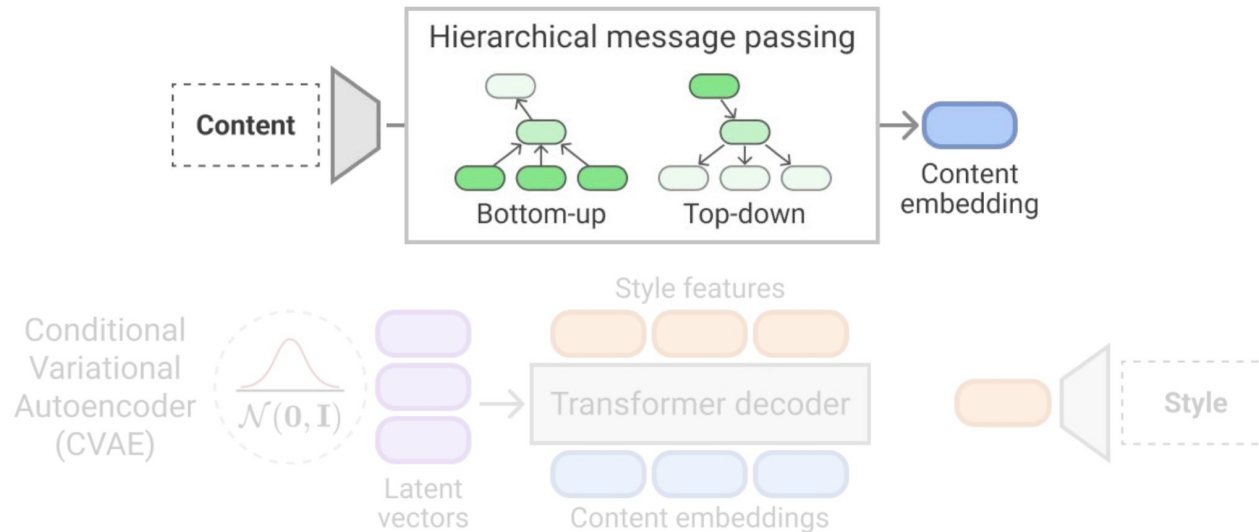 Hierarchical message passing
Content
Bottom-up
Top-down
Content
embedding
Style features
Conditional
Variational
Autoencoder
(CVAE)
𝒩(0, I)
Transformer decoder
Style
Latent
vectors
Content embeddings